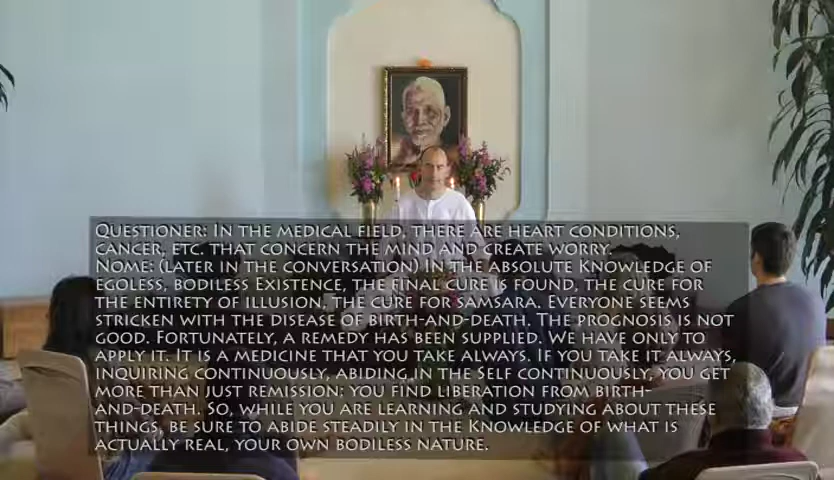 Questioner: In the medical field, there are heart conditions,
cancer, etc. that concern the mind and create worry.
Nome: (later in the conversation) In the absolute Knowledge of
egoless, bodiless Existence, the final cure is found, the cure for
the entirety of illusion, the cure for samsara. Everyone seems
stricken with the disease of birth-and-death. The prognosis is not
good. Fortunately, a remedy has been supplied. We have only to
apply it. It is a medicine that you take always. If you take it always,
inquiring continuously, abiding in the Self continuously, you get
more than just remission: you find liberation from birth-
and-death. So, while you are learning and studying about these
things, be sure to abide steadily in the Knowledge of what is
actually real, your own bodiless nature.